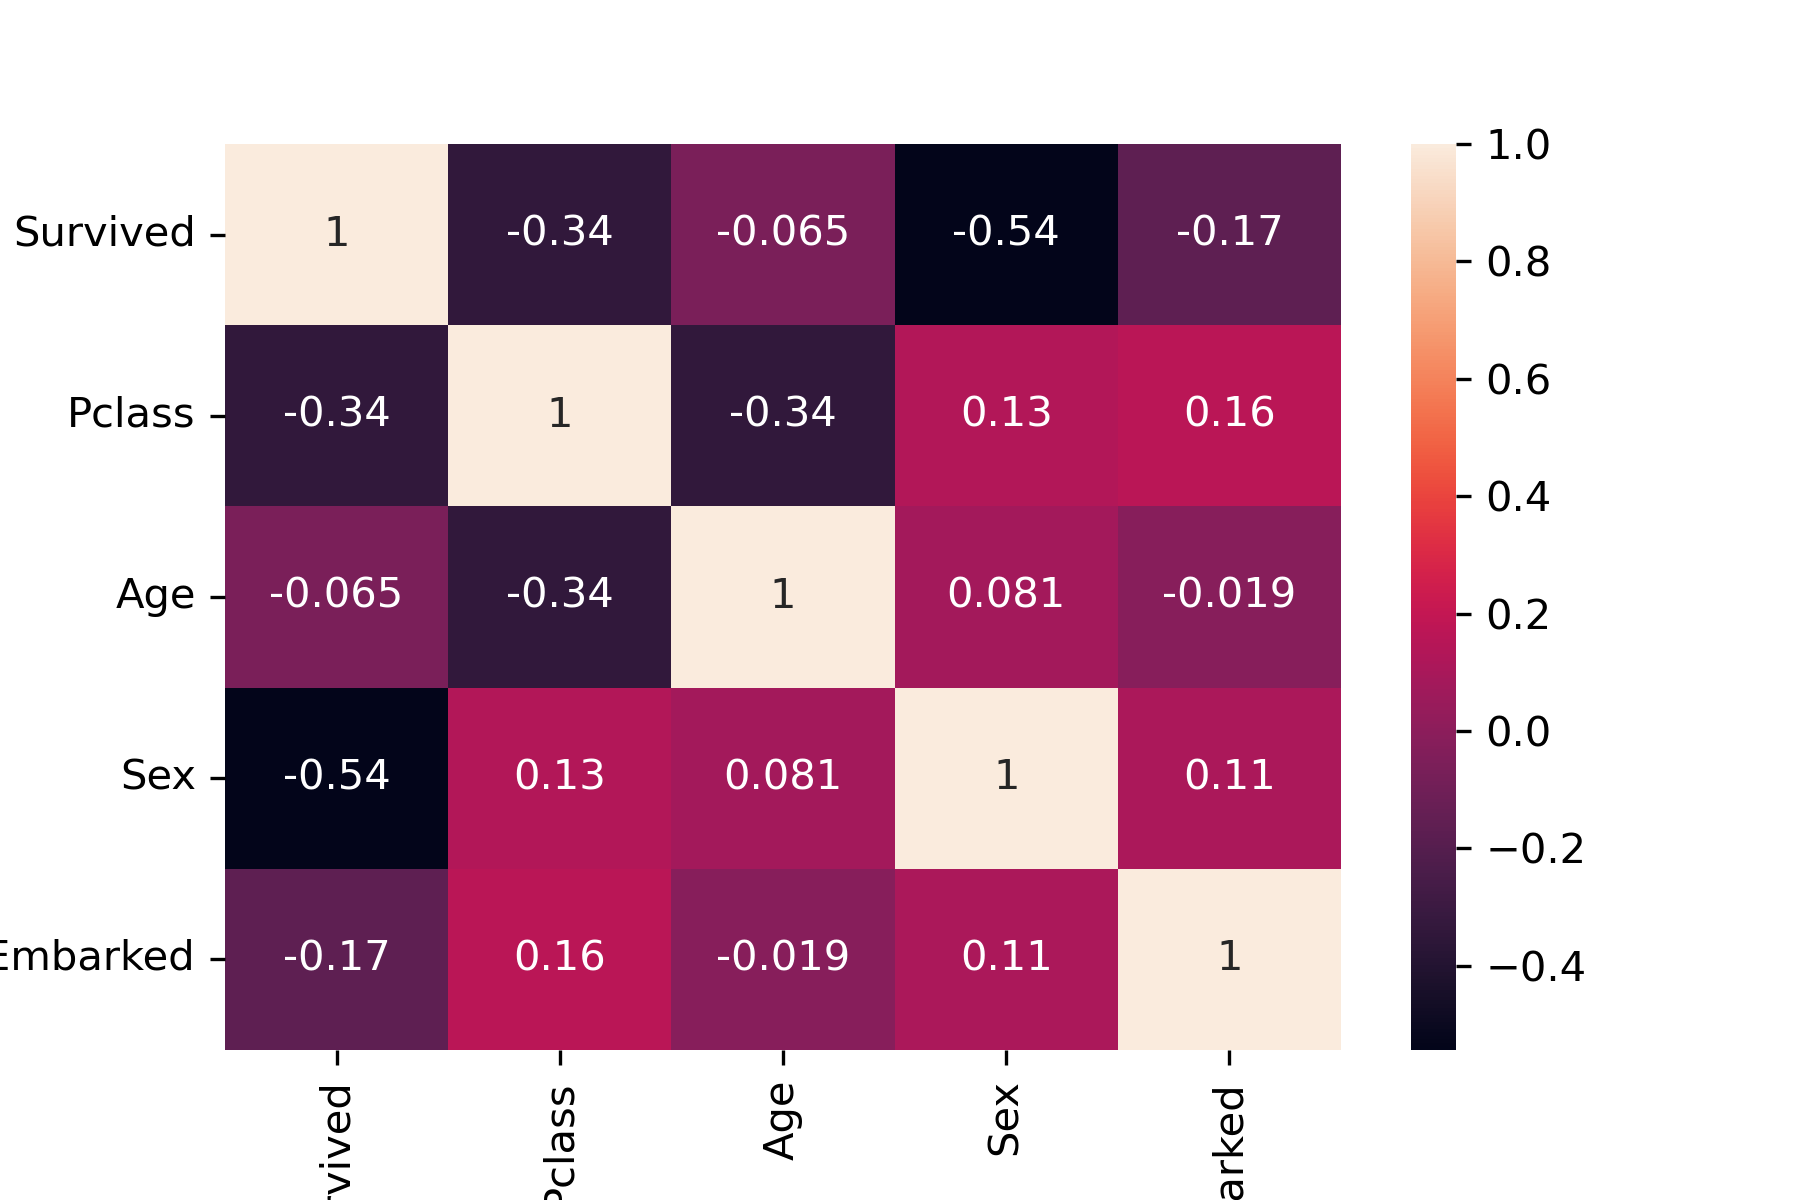 1.0
Survived 1 -0.34 -0.065 -0.54 -0.17
0.8
0.6
Pclass -0.34 1 -0.34 0.13 0.16
0.4
0.2
Age -0.065 -0.34 1 0.081 -0.019
0.0
Sex -0.54 0.13 0.081 1 0.11
−0.2
Embarked -0.17 0.16 -0.019 0.11 1
−0.4
rvived Pclass Age Sex arked